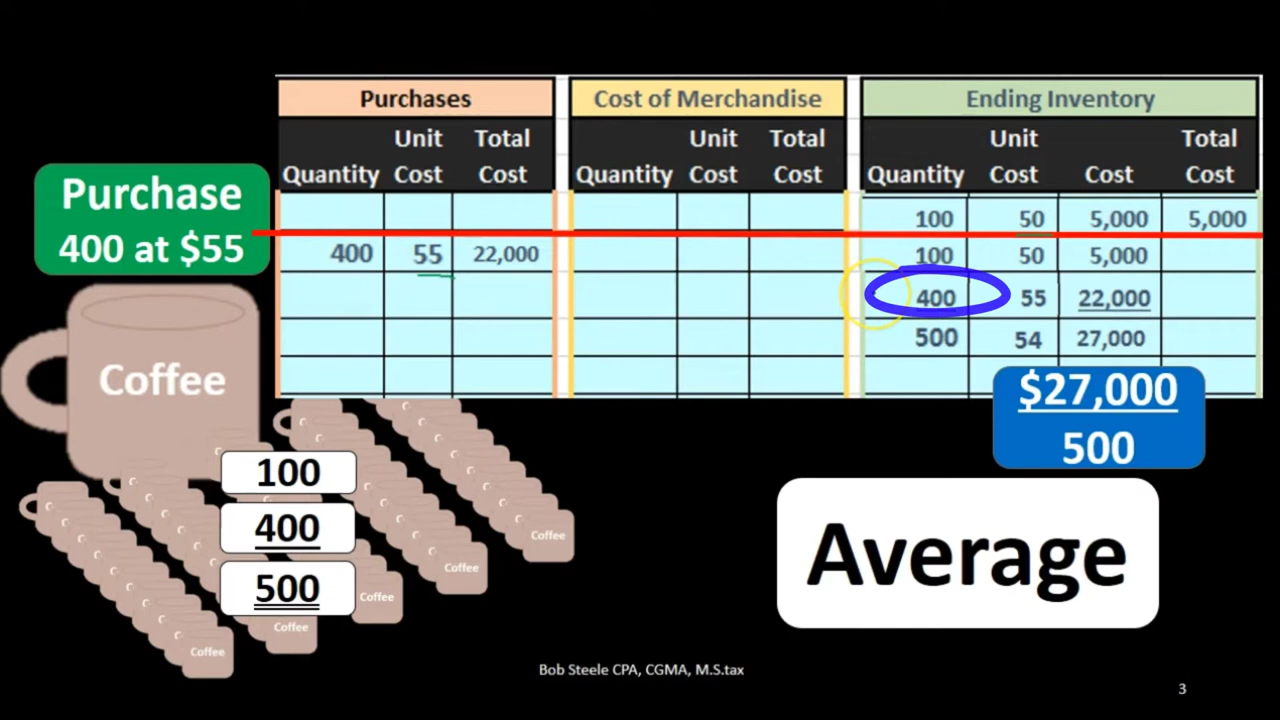 Purchases Cost of Merchandise Ending Inventory
Unit Total Unit Total Unit Total
Quantity Cost Cost Quantity Cost Cost Quantity Cost Cost Cost
Purchase
400 at $55
100 50 5,000 5,000
400 55 22,000 100 50 5,000
400 55 22,000
500 54 27,000
$27,000
500
Coffee
100
400
500
Coffee
Coffee
Coffee
Coffee
Coffee
Average
Bob Steele CPA, CGMA, M.S.tax
3